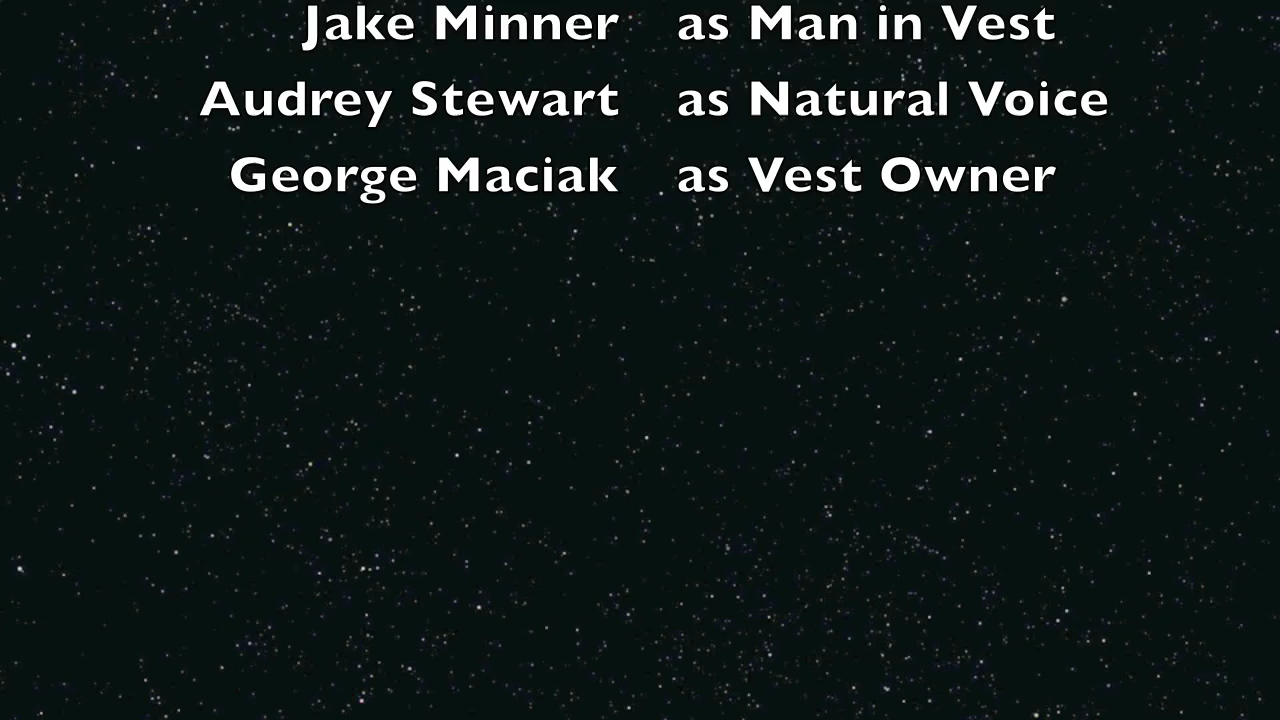 Jake Minner as Man in Vest
Audrey Stewart as Natural Voice
George Maciak as Vest Owner